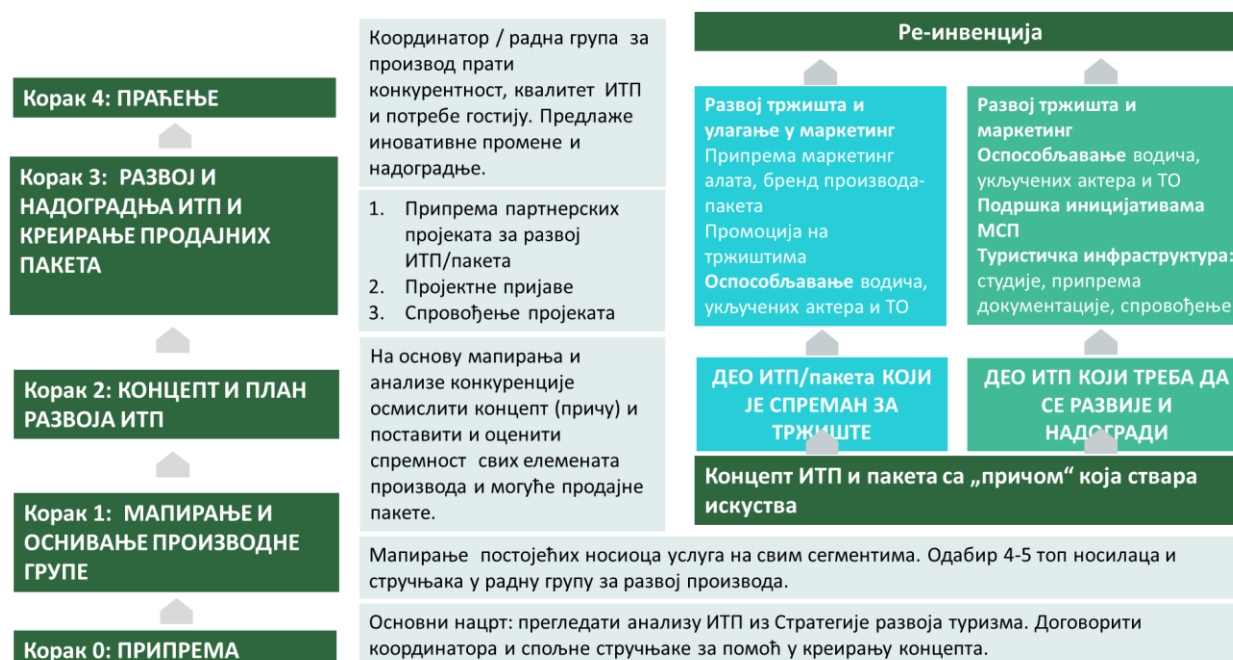 Корак 4: ПРАЋЕЊЕ
Корак 3:  РАЗВОЈ И
НАДОГРАДЊА ИТП И
КРЕИРАЊЕ ПРОДАЈНИХ
ПАКЕТА
Корак 2: КОНЦЕПТ И ПЛАН
РАЗВОЈА ИТП
Корак 1:  МАПИРАЊЕ И
ОСНИВАЊЕ ПРОИЗВОДНЕ
ГРУПЕ
Корак 0: ПРИПРЕМА
Координатор / радна група  за
производ прати
конкурентност, квалитет  ИТП
и потребе гостију. Предлаже
иновативне промене и
надоградње.
1. Припрема партнерских
пројеката за развој
ИТП/пакета
2. Пројектне пријаве
3. Спровођење пројеката
На основу мапирања и
анализе конкуренције
осмислити концепт (причу) и
поставити и оценити
спремност  свих елемената
производа и могуће продајне
пакете.
Ре-инвенција
Развој тржишта и
улагање у маркетинг
Припрема маркетинг
алата, бренд производа-
пакета
Промоција на
тржиштима
Оспособљавање водича,
укључених актера и ТО
Развој тржишта и
маркетинг
Оспособљавање водича,
укључених актера и ТО
Подршка иницијативама
МСП
Туристичка инфраструктура:
студије, припрема
документације, спровођење
ДЕО ИТП/пакета КОЈИ
ЈЕ СПРЕМАН ЗА
ТРЖИШТЕ
ДЕО ИТП КОЈИ ТРЕБА ДА
СЕ РАЗВИЈЕ И
НАДОГРАДИ
Концепт ИТП и пакета са „причом“ која ствара
искуства
Мапирање  постојећих носиоца услуга на свим сегментима. Одабир 4-5 топ носилаца и
стручњака у радну групу за развој производа.
Основни нацрт: прегледати анализу ИТП из Стратегије развоја туризма. Договорити
координатора и спољне стручњаке за помоћ у креирању концепта.